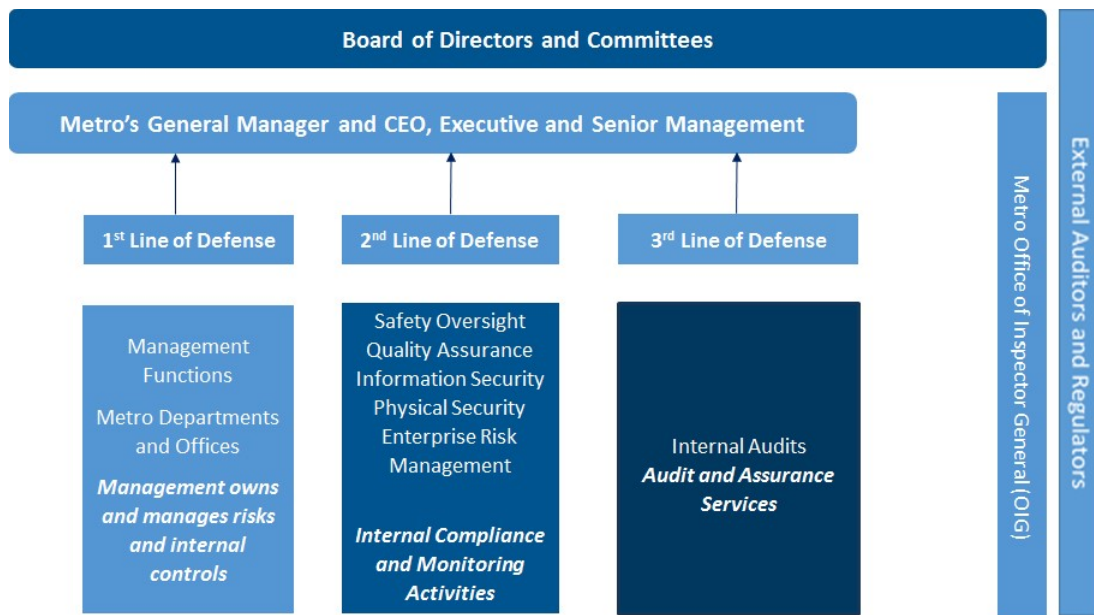 Board of Directors and Committees
Metro's General Manager and CEO, Executive and Senior Management
1st Line of Defense
2nd Line of Defense
3rd Line of Defense
Management
Functions
Metro Departments
and Offices
Management owns
and manages risks
and internal
controls
Safety Oversight
Quality Assurance
Information Security
Physical Security
Enterprise Risk
Management
Internal Compliance
and Monitoring
Activities
Internal Audits
Audit and Assurance
Services
Metro Office of Inspector General (OIG)
External Auditors and Regulators